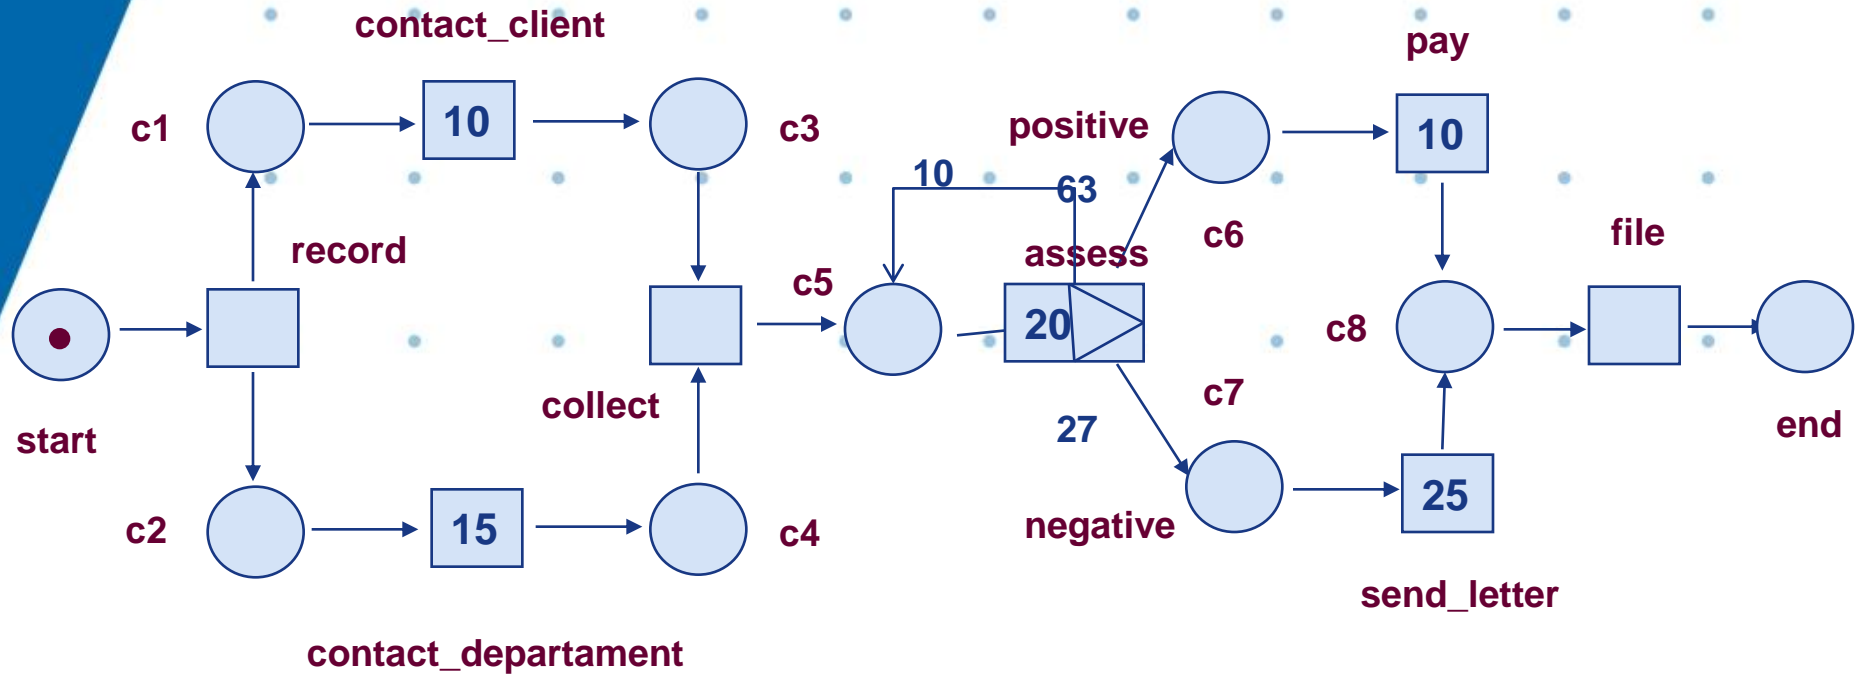 contact_client
pay
c1
10
c3
positive
10
10
63
c6
file
record
assess
c5
20
c8
collect
c7
start
27
end
c2
15
c4
negative
25
send_letter
contact_departament